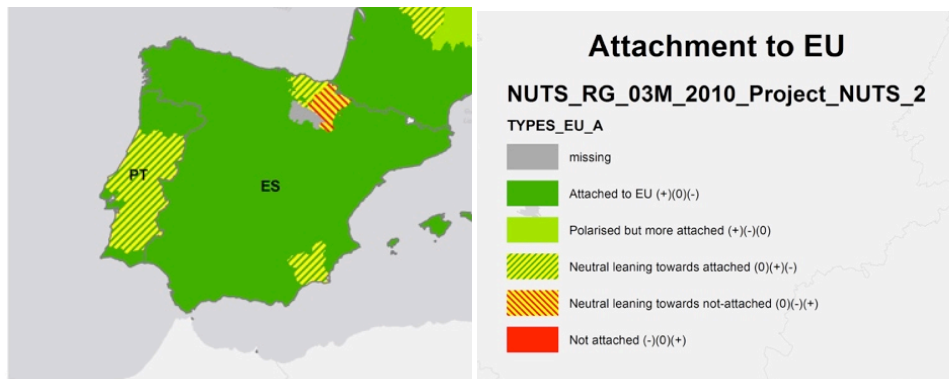 PT
ES
Attachment to EU
NUTS_RG_03M_2010_Project_NUTS_2
TYPES_EU_A
missing
Attached to EU (+)(0)(-)
Polarised but more attached (+)(-)(0)
Neutral leaning towards attached (0)(+)(-)
Neutral leaning towards not-attached (0)(-)(+)
Not attached (-)(0)(+)